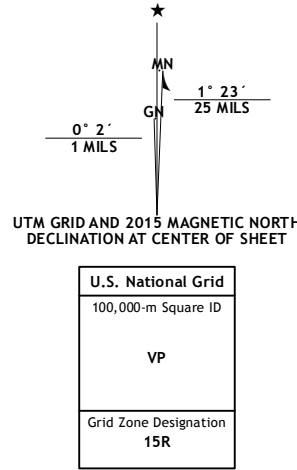 ★
MN
1° 23´
25 MILS
GN
0° 2´
1 MILS
UTM GRID AND 2015 MAGNETIC NORTH
DECLINATION AT CENTER OF SHEET
U.S. National Grid
100,000-m Square ID
VP
Grid Zone Designation
15R